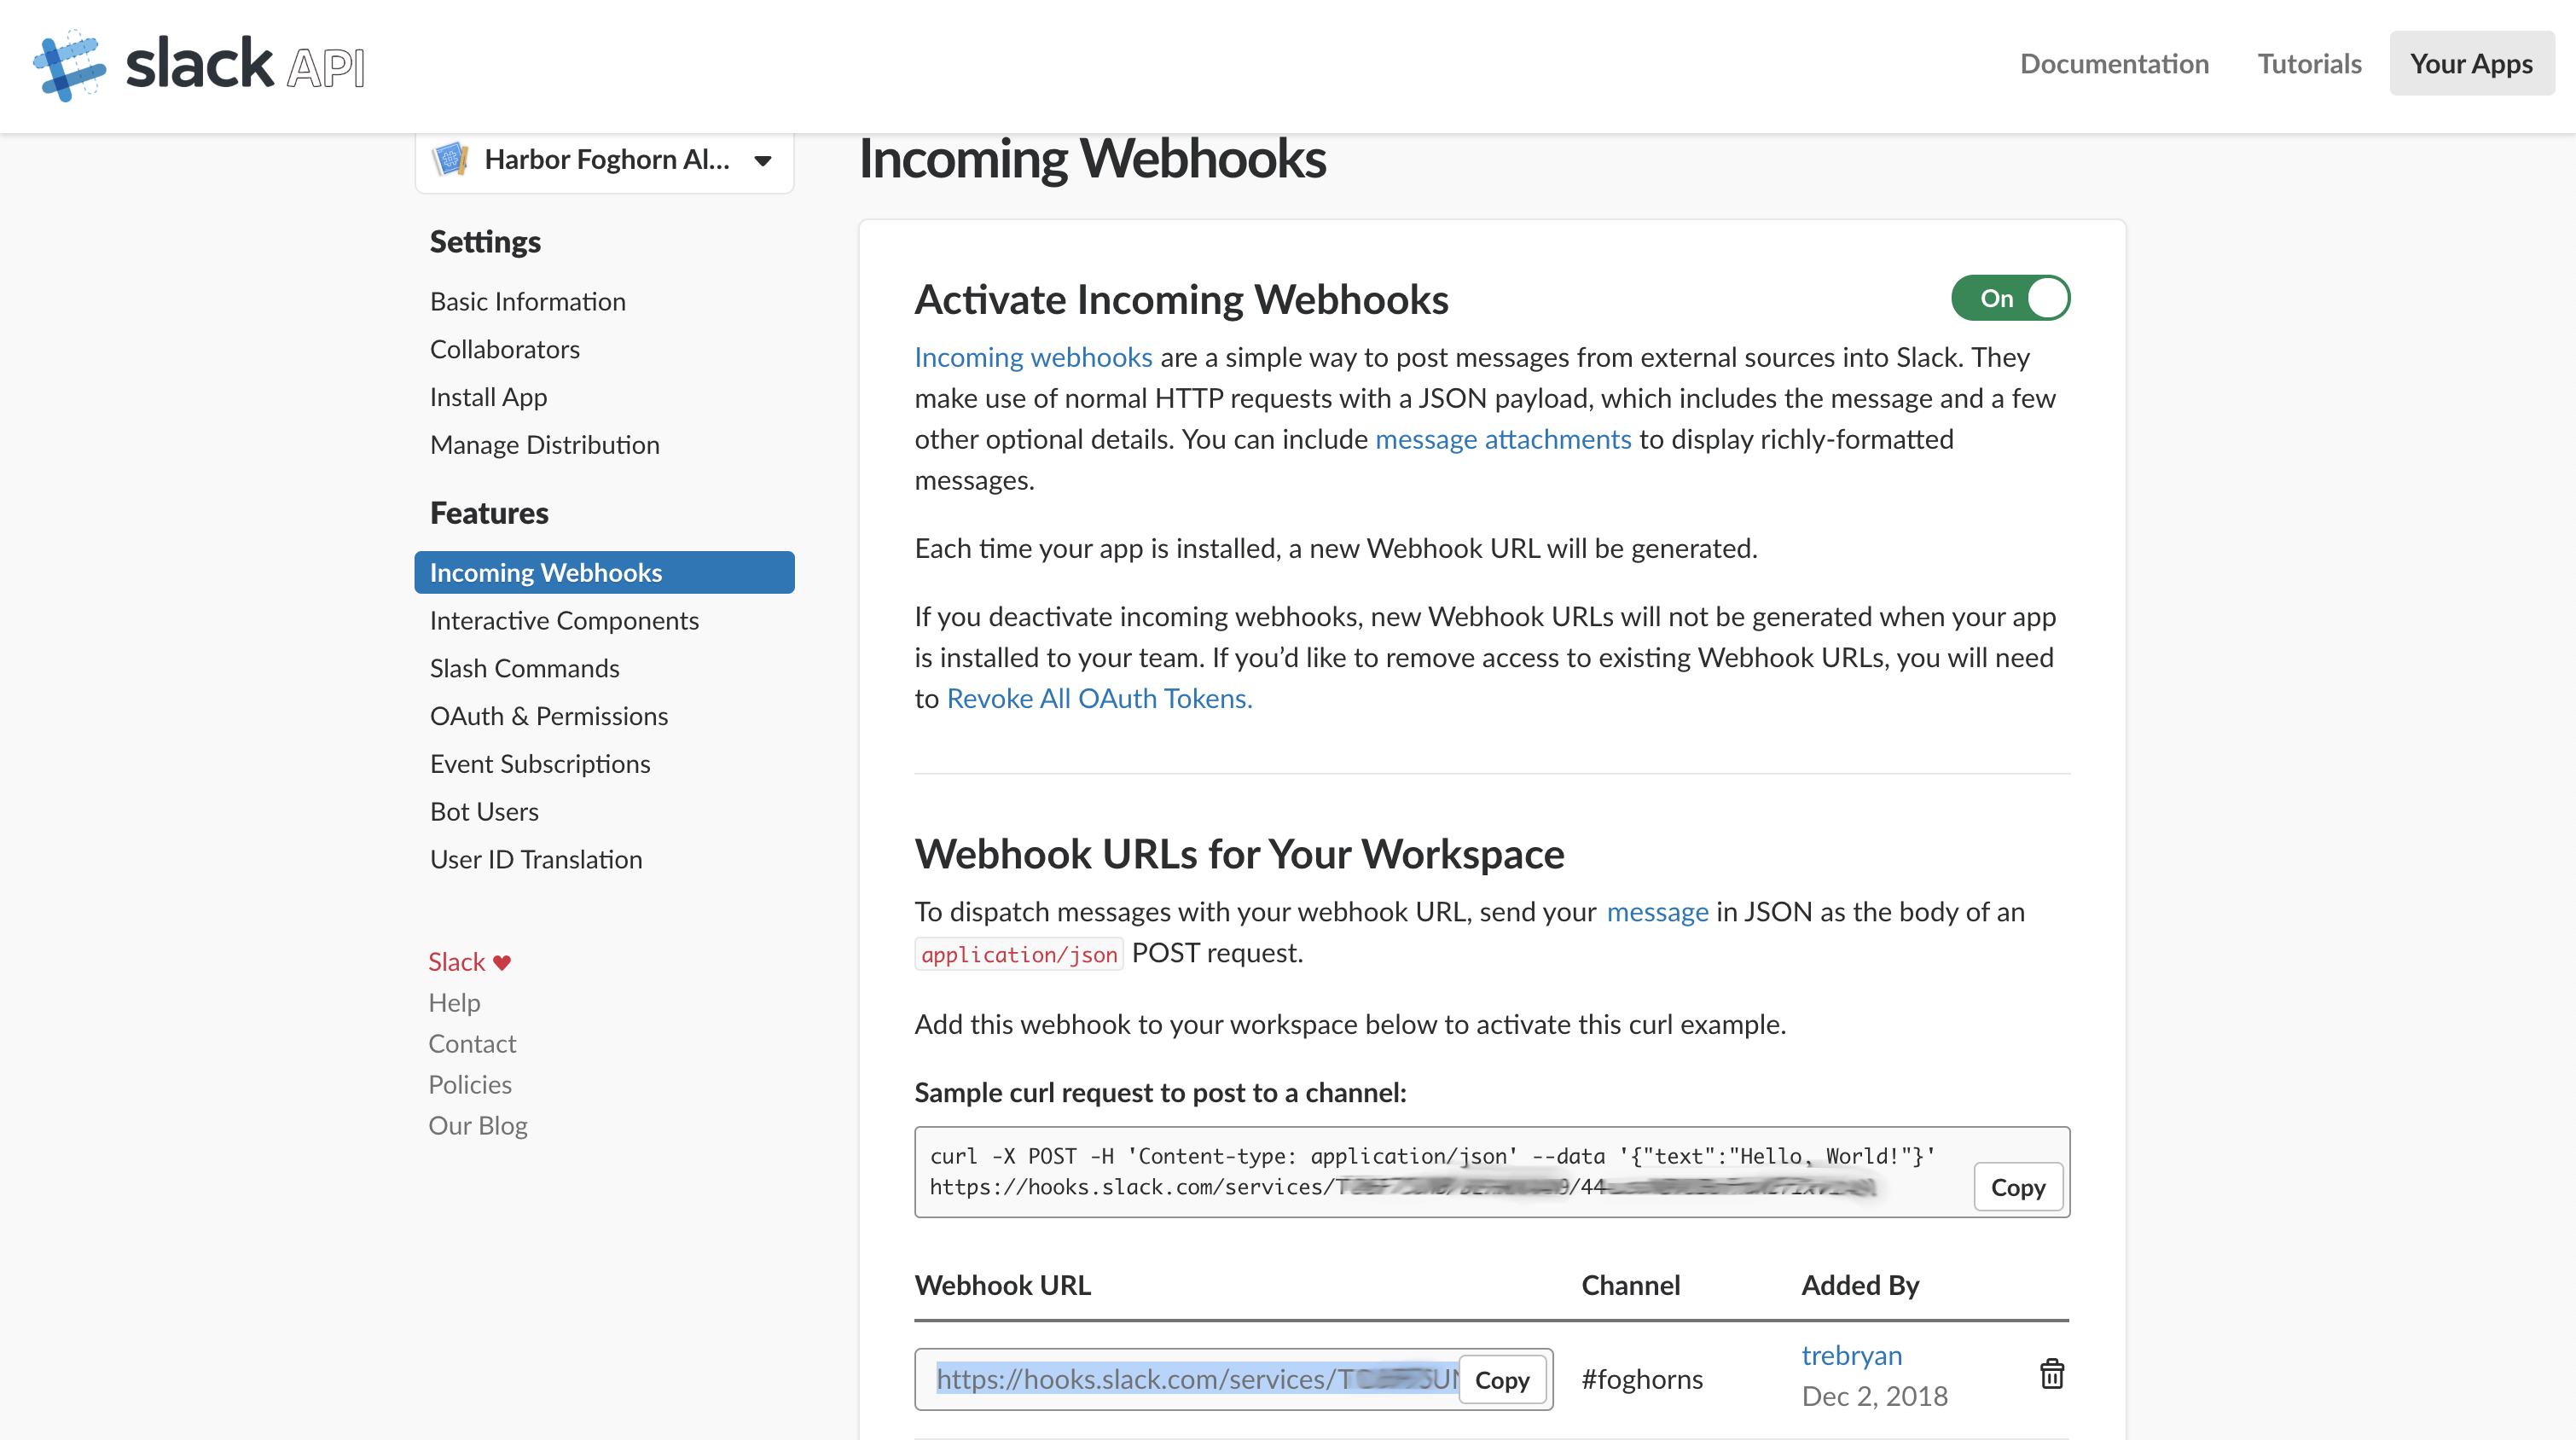 slack API
Documentation
Tutorials
Your Apps
Harbor Foghorn Al...
Settings
Basic Information
Collaborators
Install App
Manage Distribution
Features
Incoming Webhooks
Interactive Components
Slash Commands
OAuth & Permissions
Event Subscriptions
Bot Users
User ID Translation
Slack ♥
Help
Contact
Policies
Our Blog
Incoming Webhooks
Activate Incoming Webhooks
On
Incoming webhooks are a simple way to post messages from external sources into Slack. They
make use of normal HTTP requests with a JSON payload, which includes the message and a few
other optional details. You can include message attachments to display richly-formatted
messages.
Each time your app is installed, a new Webhook URL will be generated.
If you deactivate incoming webhooks, new Webhook URLs will not be generated when your app
is installed to your team. If you’d like to remove access to existing Webhook URLs, you will need
to Revoke All OAuth Tokens.
Webhook URLs for Your Workspace
To dispatch messages with your webhook URL, send your message in JSON as the body of an
application/json POST request.
Add this webhook to your workspace below to activate this curl example.
Sample curl request to post to a channel:
curl -X POST -H 'Content-type: application/json' --data '{"text":"Hello, World!"}'
https://hooks.slack.com/services/
Copy
Webhook URL
Channel
Added By
https://hooks.slack.com/services/
Copy
#foghorns
trebryan
Dec 2, 2018